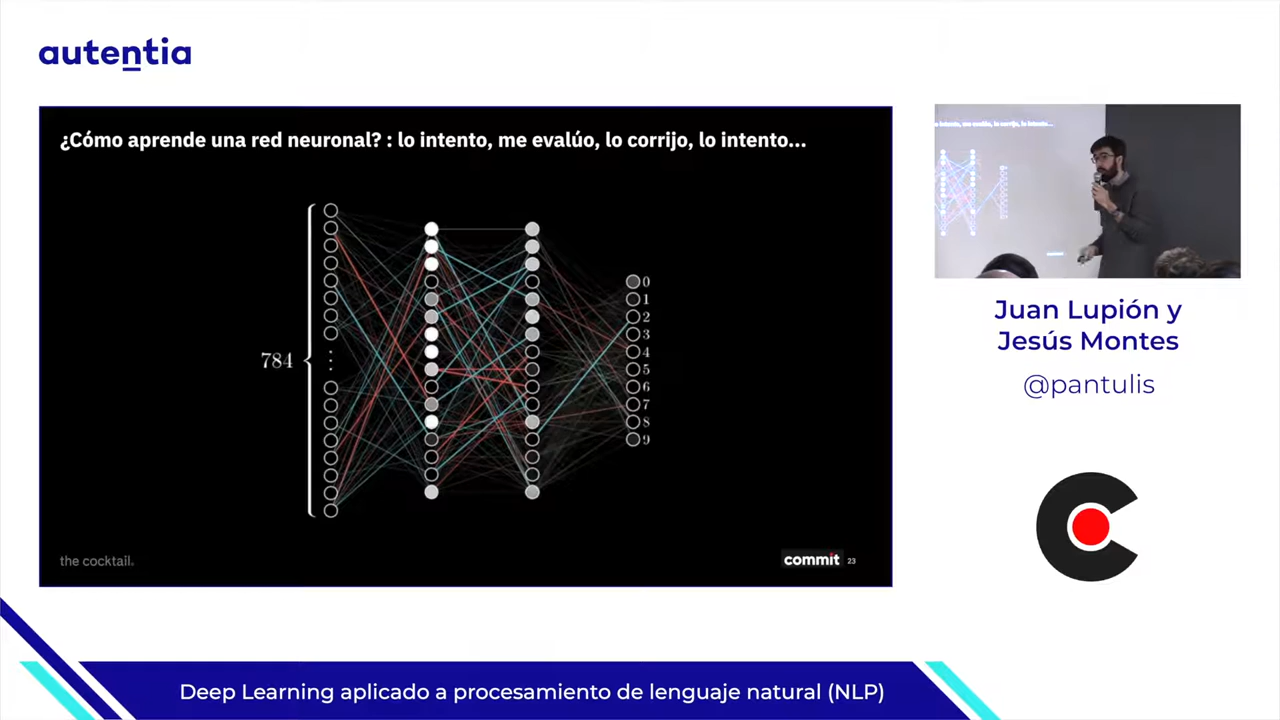 autentia
¿Cómo aprende una red neuronal? : lo intento, me evalúo, lo corrijo, lo intento...
784
0
1
2
3
4
5
6
7
8
9
the cocktail.
commit 23
Juan Lupión y
Jesús Montes
@pantulis
Deep Learning aplicado a procesamiento de lenguaje natural (NLP)